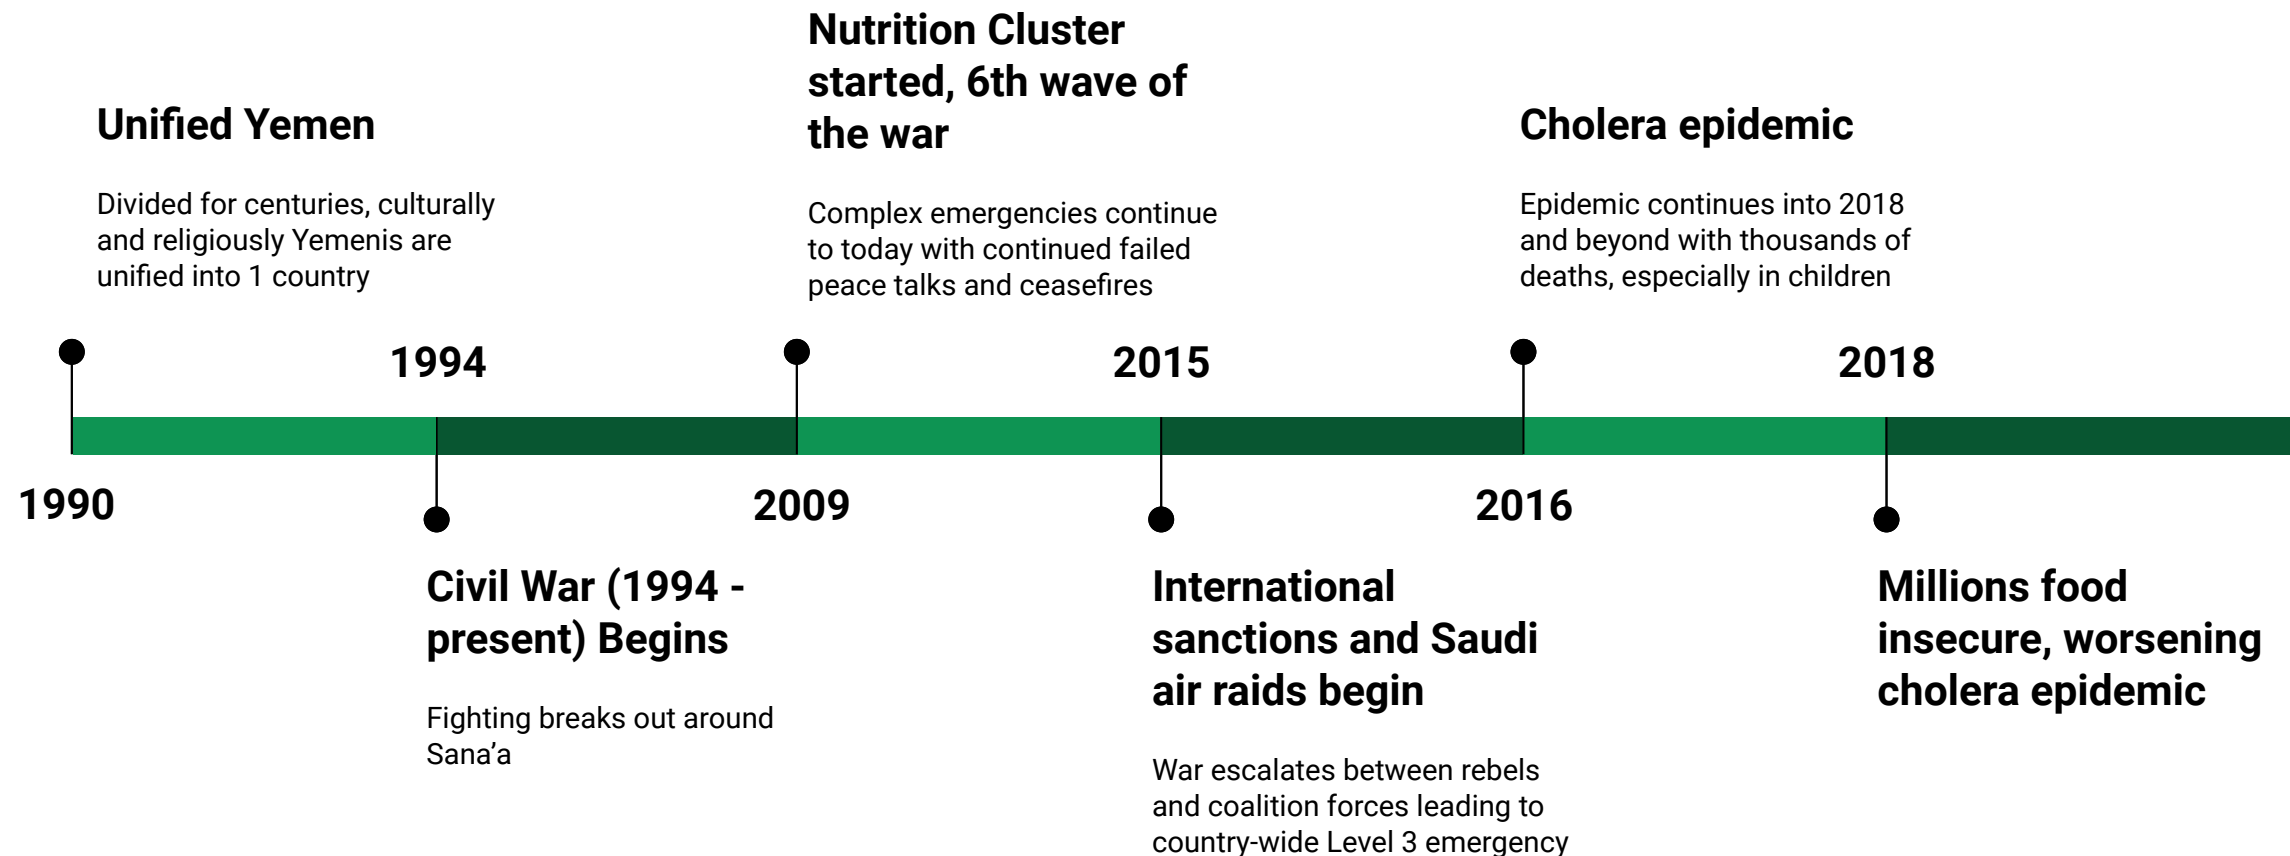 Unified Yemen
Divided for centuries, culturally
and religiously Yemenis are
unified into 1 country
1990
1994
Civil War (1994 -
present) Begins
Fighting breaks out around
Sana’a
Nutrition Cluster
started, 6th wave of
the war
Complex emergencies continue
to today with continued failed
peace talks and ceasefires
2009
2015
International
sanctions and Saudi
air raids begin
War escalates between rebels
and coalition forces leading to
country-wide Level 3 emergency
Cholera epidemic
Epidemic continues into 2018
and beyond with thousands of
deaths, especially in children
2016
2018
Millions food
insecure, worsening
cholera epidemic